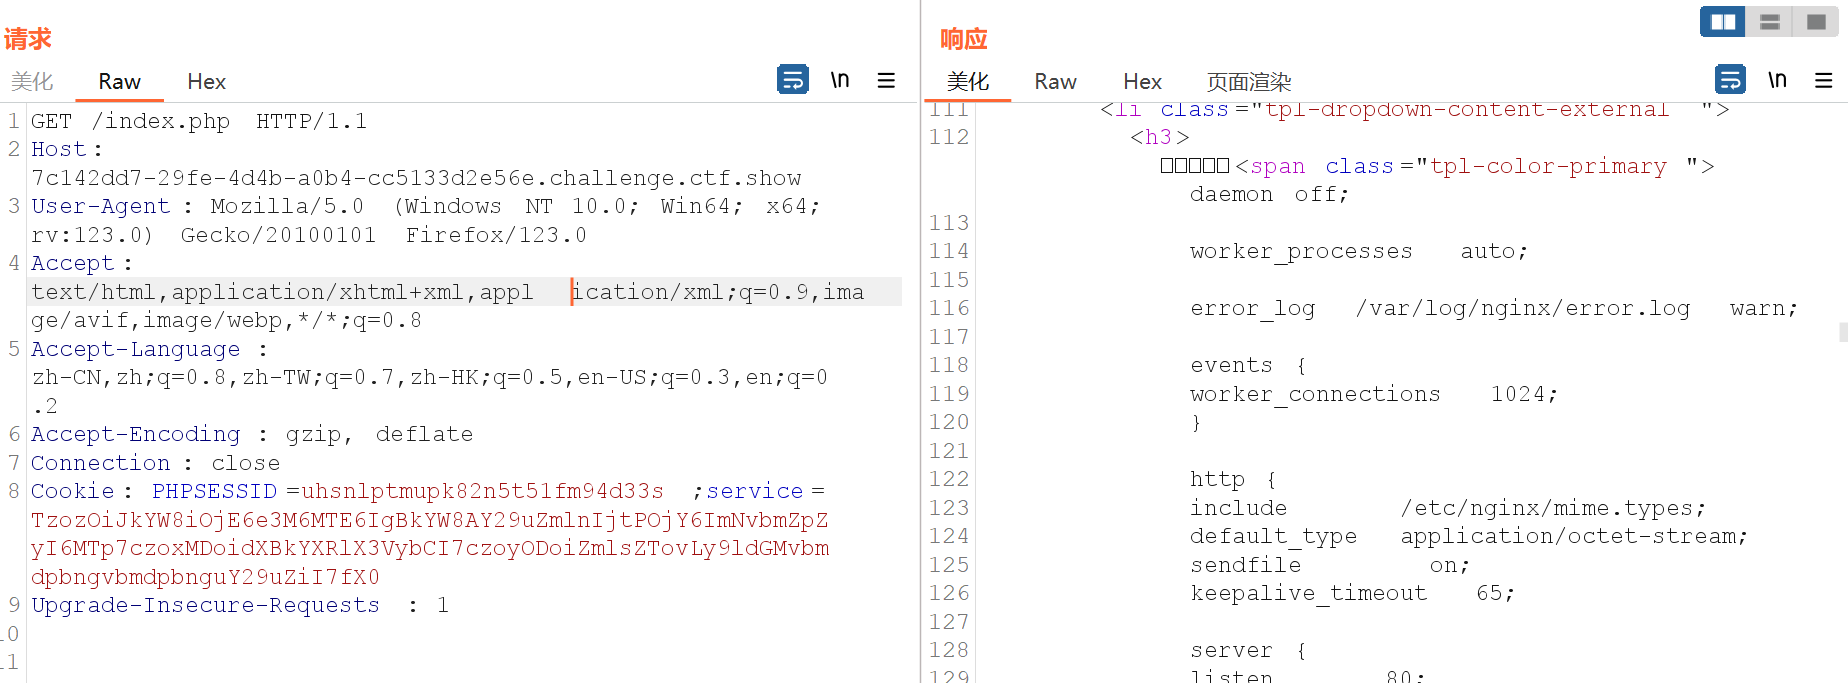 请求
美化 Raw Hex \n
1 GET /index.php HTTP/1.1
2 Host:
7c142dd7-29fe-4d4b-a0b4-cc5133d2e56e.challenge.ctf.show
3 User-Agent : Mozilla/5.0 (Windows NT 10.0; Win64; x64;
rv:123.0) Gecko/20100101 Firefox/123.0
4 Accept :
text/html,application/xhtml+xml,appl ication/xml;q=0.9,ima
ge/avif,image/webp,*/*;q=0.8
5 Accept-Language :
zh-CN,zh;q=0.8,zh-TW;q=0.7,zh-HK;q=0.5,en-US;q=0.3,en;q=0
.2
6 Accept-Encoding : gzip, deflate
7 Connection : close
8 Cookie : PHPSESSID =uhsnlptmupk82n5t51fm94d33s ;service =
TzozOiJkYW8iOjE6e3M6MTE6IgBkYW8AY29uZmlnIjtPOjY6ImNvbmZpZ
yI6MTp7czoxMDoidXBkYXRlX3VybCI7czoyODoiZmlsZTovLy9ldGMvbm
dpbngvbmdpbnguY29uZiI7fX0
9 Upgrade-Insecure-Requests : 1
10
11
响应
美化 Raw Hex 页面渲染 \n
111 <li class ="tpl-dropdown-content-external ">
112 <h3>
□□□□□<span class ="tpl-color-primary ">
daemon off;
113
114 worker_processes auto;
115
116 error_log /var/log/nginx/error.log warn;
117
118 events {
119 worker_connections 1024;
120 }
121
122 http {
123 include /etc/nginx/mime.types;
124 default_type application/octet-stream;
125 sendfile on;
126 keepalive_timeout 65;
127
128 server {
129 listen 80;